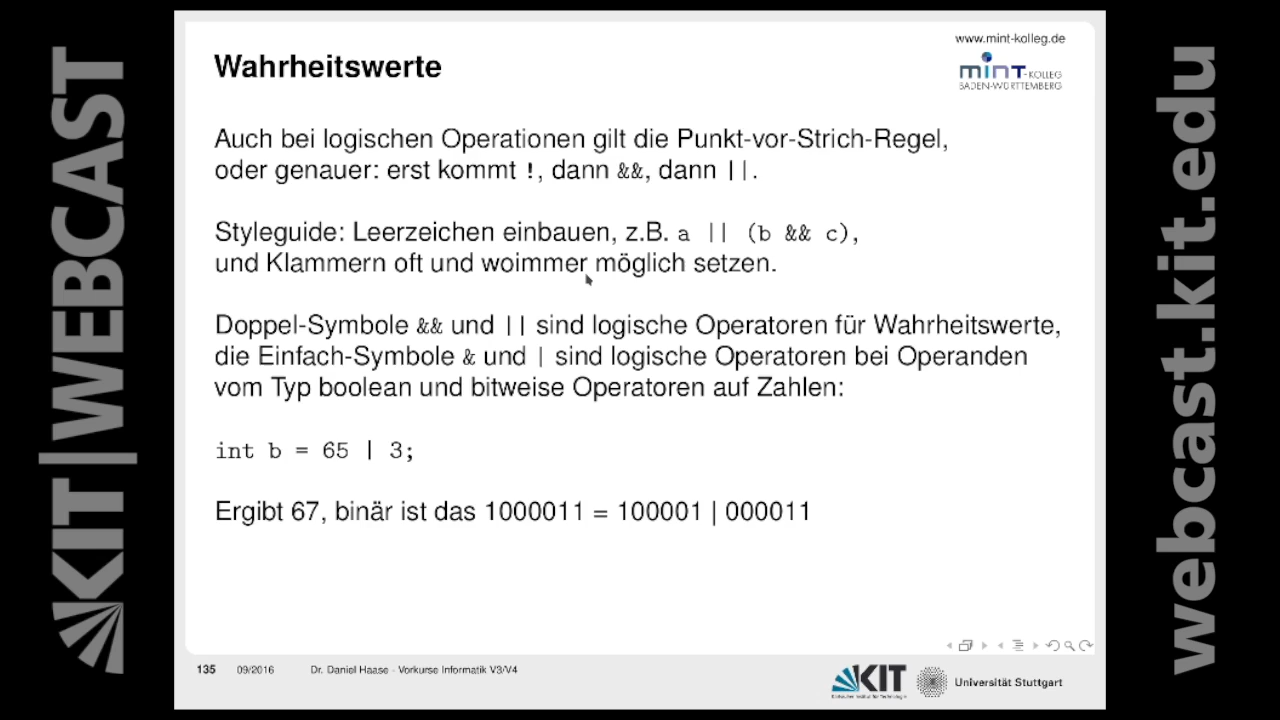 KIT|WEBCAST
www.mint-kolleg.de
Wahrheitswerte
MINT-KOLLEG
BADEN-WÜRTTEMBERG
Auch bei logischen Operationen gilt die Punkt-vor-Strich-Regel,
oder genauer: erst kommt !, dann &&, dann ||.
Styleguide: Leerzeichen einbauen, z.B. a || (b && c),
und Klammern oft und woimmer möglich setzen.
Doppel-Symbole && und || sind logische Operatoren für Wahrheitswerte,
die Einfach-Symbole & und | sind logische Operatoren bei Operanden
vom Typ boolean und bitweise Operatoren auf Zahlen:
int b = 65 | 3;
Ergibt 67, binär ist das 1000011 = 100001 | 000011
135 09/2016 Dr. Daniel Haase - Vorkurse Informatik V3/V4
KIT
Karlsruher Institut für Technologie
Universität Stuttgart
webcast.kit.edu